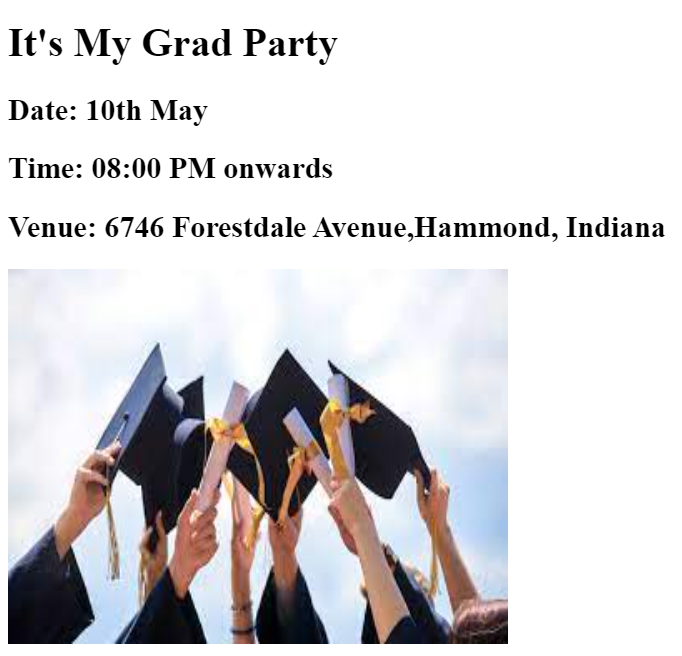 It's My Grad Party
Date: 10th May
Time: 08:00 PM onwards
Venue: 6746 Forestdale Avenue,Hammond, Indiana